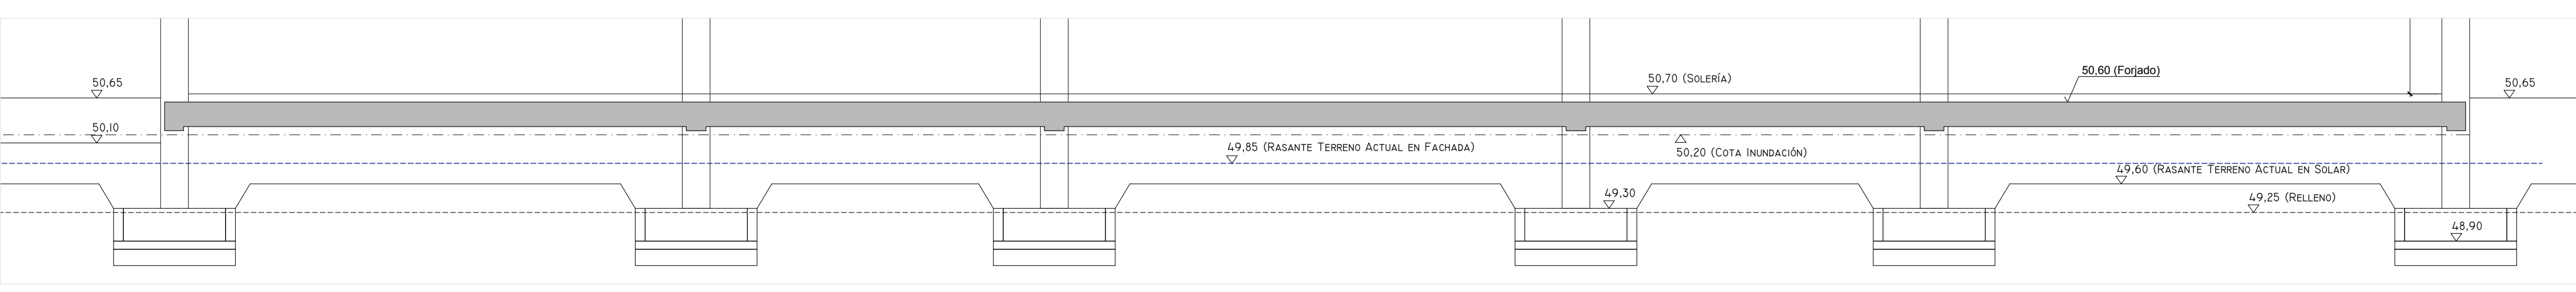 50,60 (Forjado)
50,70 (Solería)
50,65
50,65
50,10
49,85 (Rasante Terreno Actual en Fachada)
50,20 (Cota Inundación)
49,60 (Rasante Terreno Actual en Solar)
49,30
49,25 (Relleno)
48,90